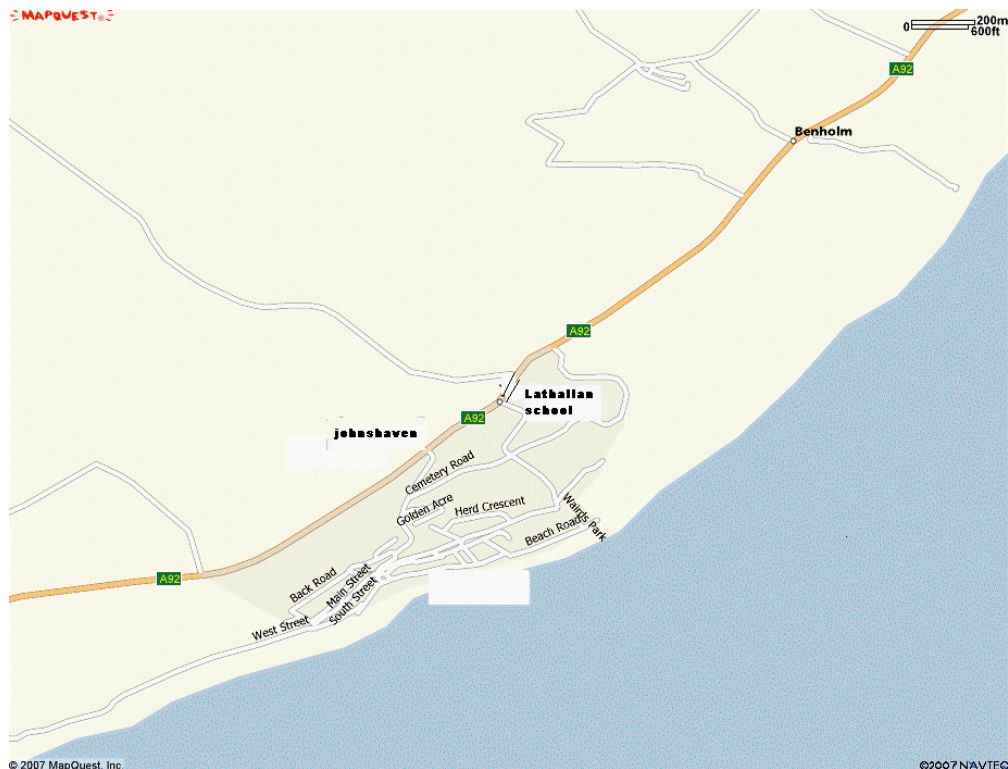 MAPQUEST
0 200m
600ft
A92
Benholm
A92
Lathallan
school
A92
johnshaven
Cemetery Road
Golden Acre
Herd Crescent
Wairds Park
Beach Road
A92
Back Road
Main Street
South Street
West Street
© 2007 MapQuest, Inc.
©2007 NAVTEQ